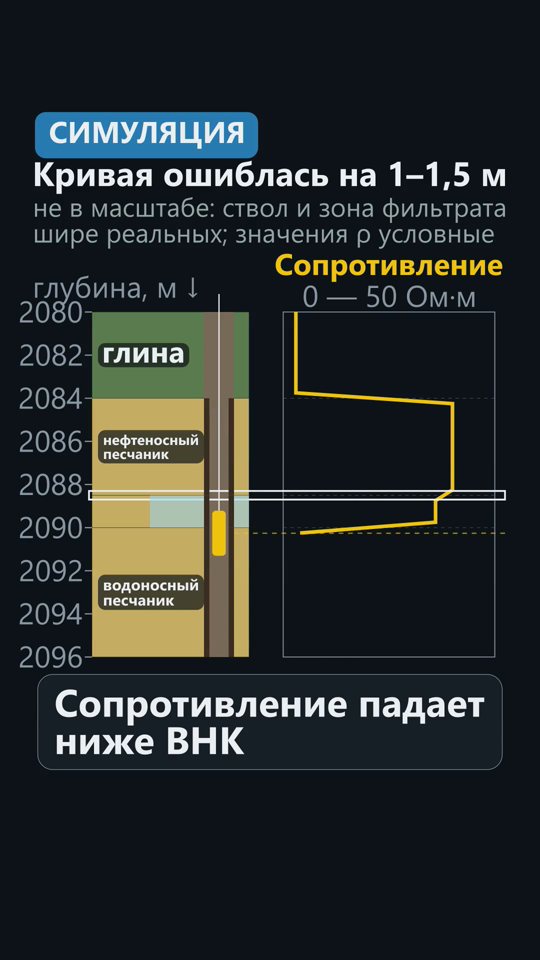 СИМУЛЯЦИЯ
Кривая ошиблась на 1–1,5 м
не в масштабе: ствол и зона фильтрата
шире реальных; значения ρ условные
Сопротивление
глубина, м ↓
0 — 50 Ом·м
2080
2082
глина
2084
2086
нефтеносный
песчаник
2088
2090
2092
водоносный
песчаник
2094
2096
Сопротивление падает
ниже ВНК